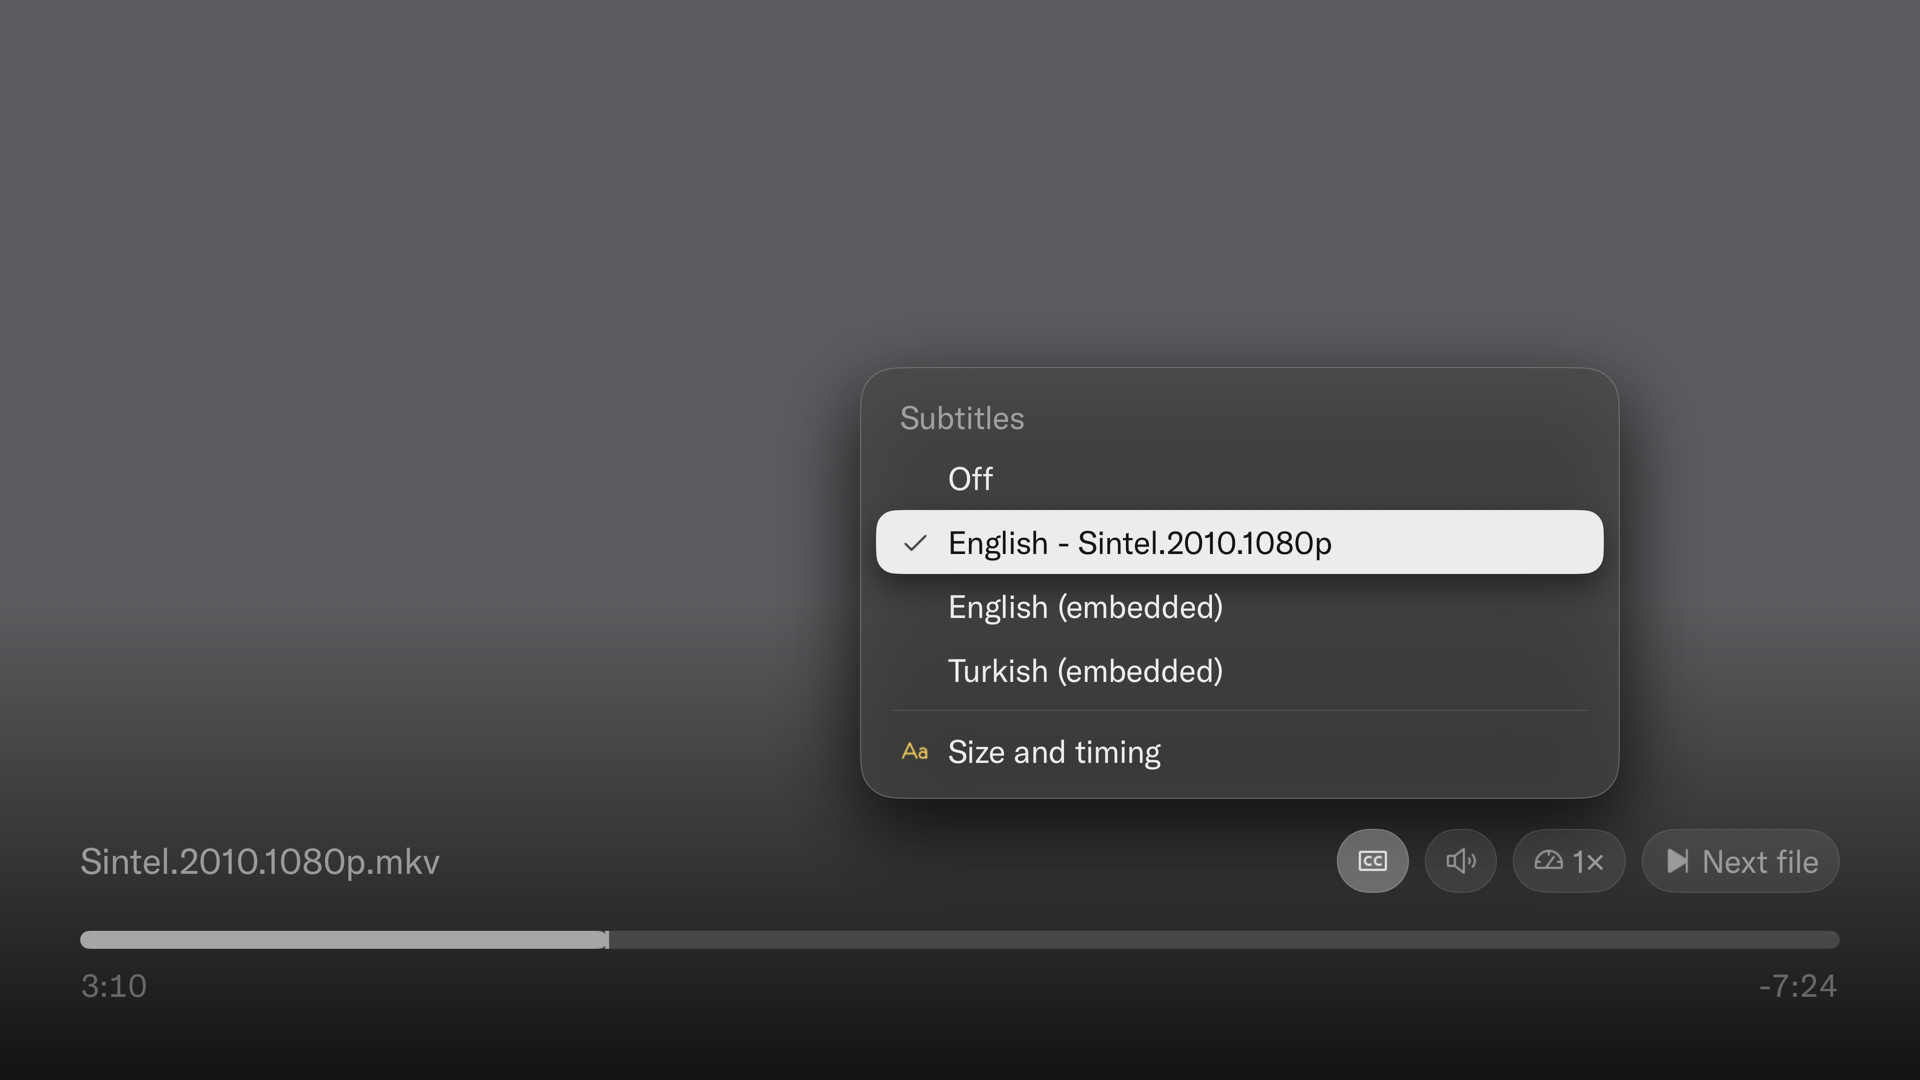 Subtitles
Off
English - Sintel.2010.1080p
English (embedded)
Turkish (embedded)
Aa Size and timing
Sintel.2010.1080p.mkv
CC
1×
Next file
3:10
-7:24